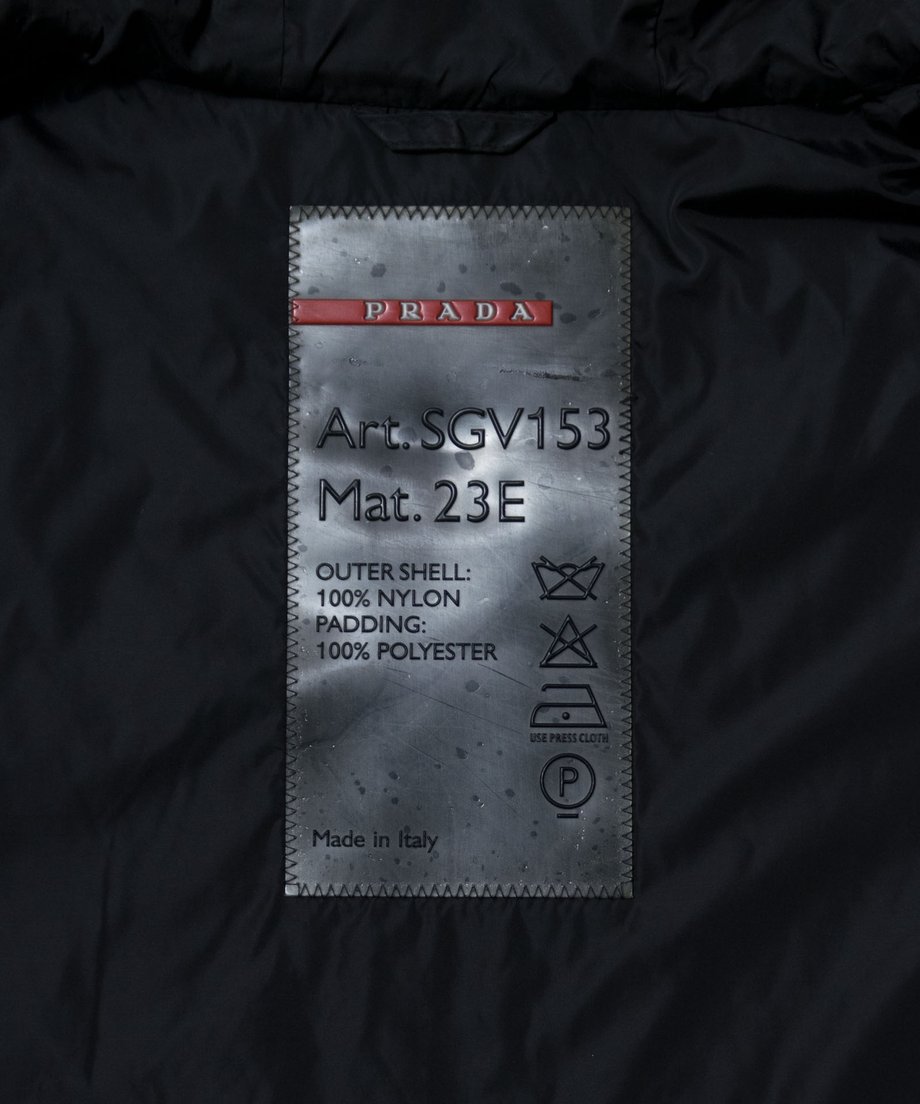 PRADA
Art. SGV153
Mat. 23E
OUTER SHELL:
100% NYLON
PADDING:
100% POLYESTER
USE PRESS CLOTH
P
Made in Italy